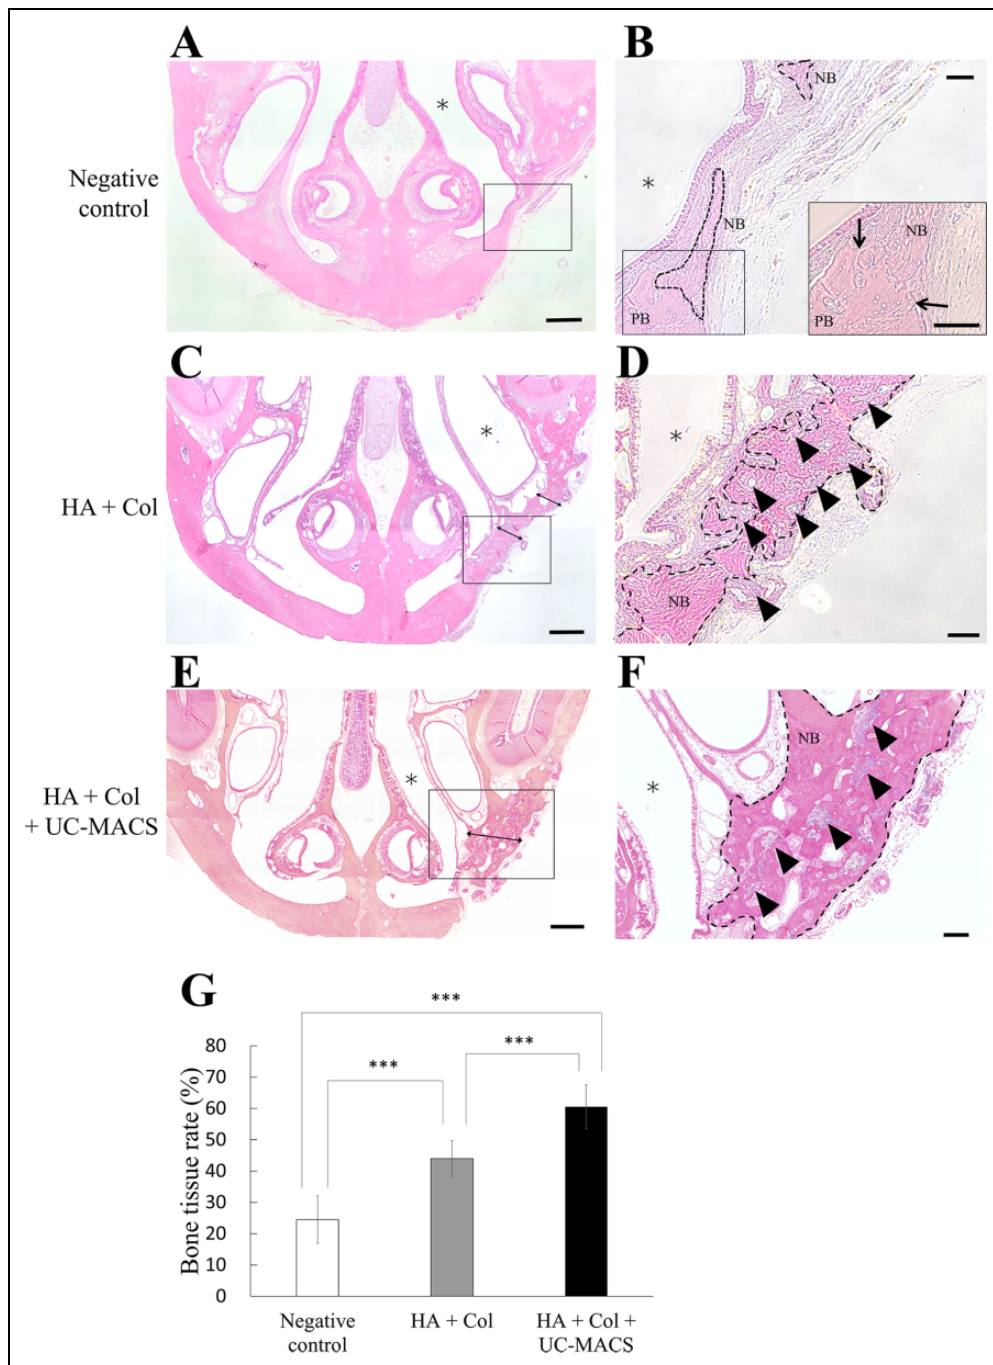 A
B
Negative
control
*
*
NB
NB
PB
NB
PB
C
D
HA + Col
*
*
NB
E
F
HA + Col
+ UC-MACS
*
*
NB
G
***
***
***
Bone tissue rate (%)
80
70
60
50
40
30
20
10
0
Negative
control
HA + Col
HA + Col +
UC-MACS